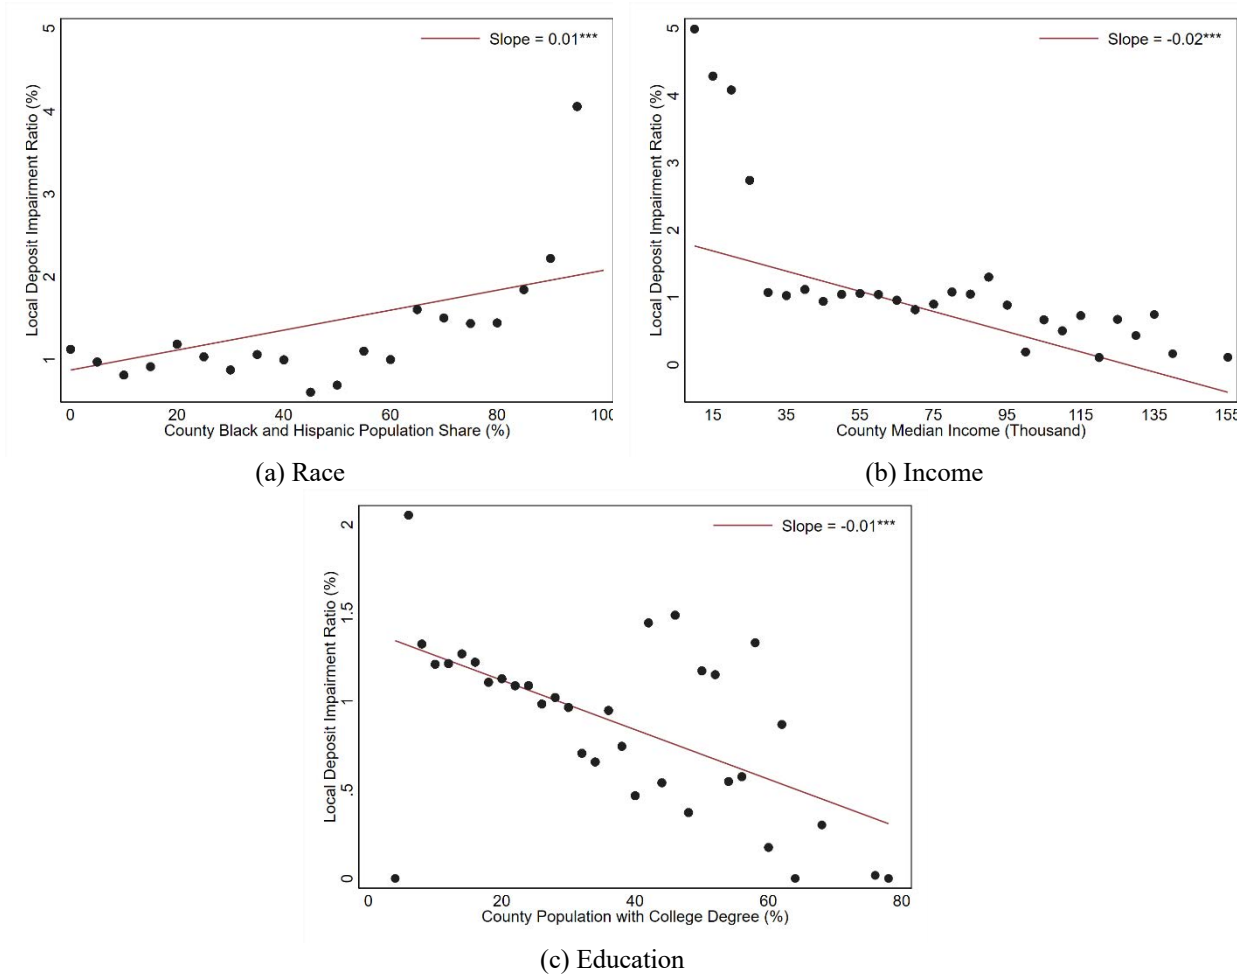 5
4
3
2
1
Local Deposit Impairment Ratio (%)
Slope = 0.01***
0 20 40 60 80 100
County Black and Hispanic Population Share (%)
(a) Race
5
4
3
2
1
0
Local Deposit Impairment Ratio (%)
Slope = -0.02***
15 35 55 75 95 115 135 155
County Median Income (Thousand)
(b) Income
2
1.5
1
.5
0
Local Deposit Impairment Ratio (%)
Slope = -0.01***
0 20 40 60 80
County Population with College Degree (%)
(c) Education